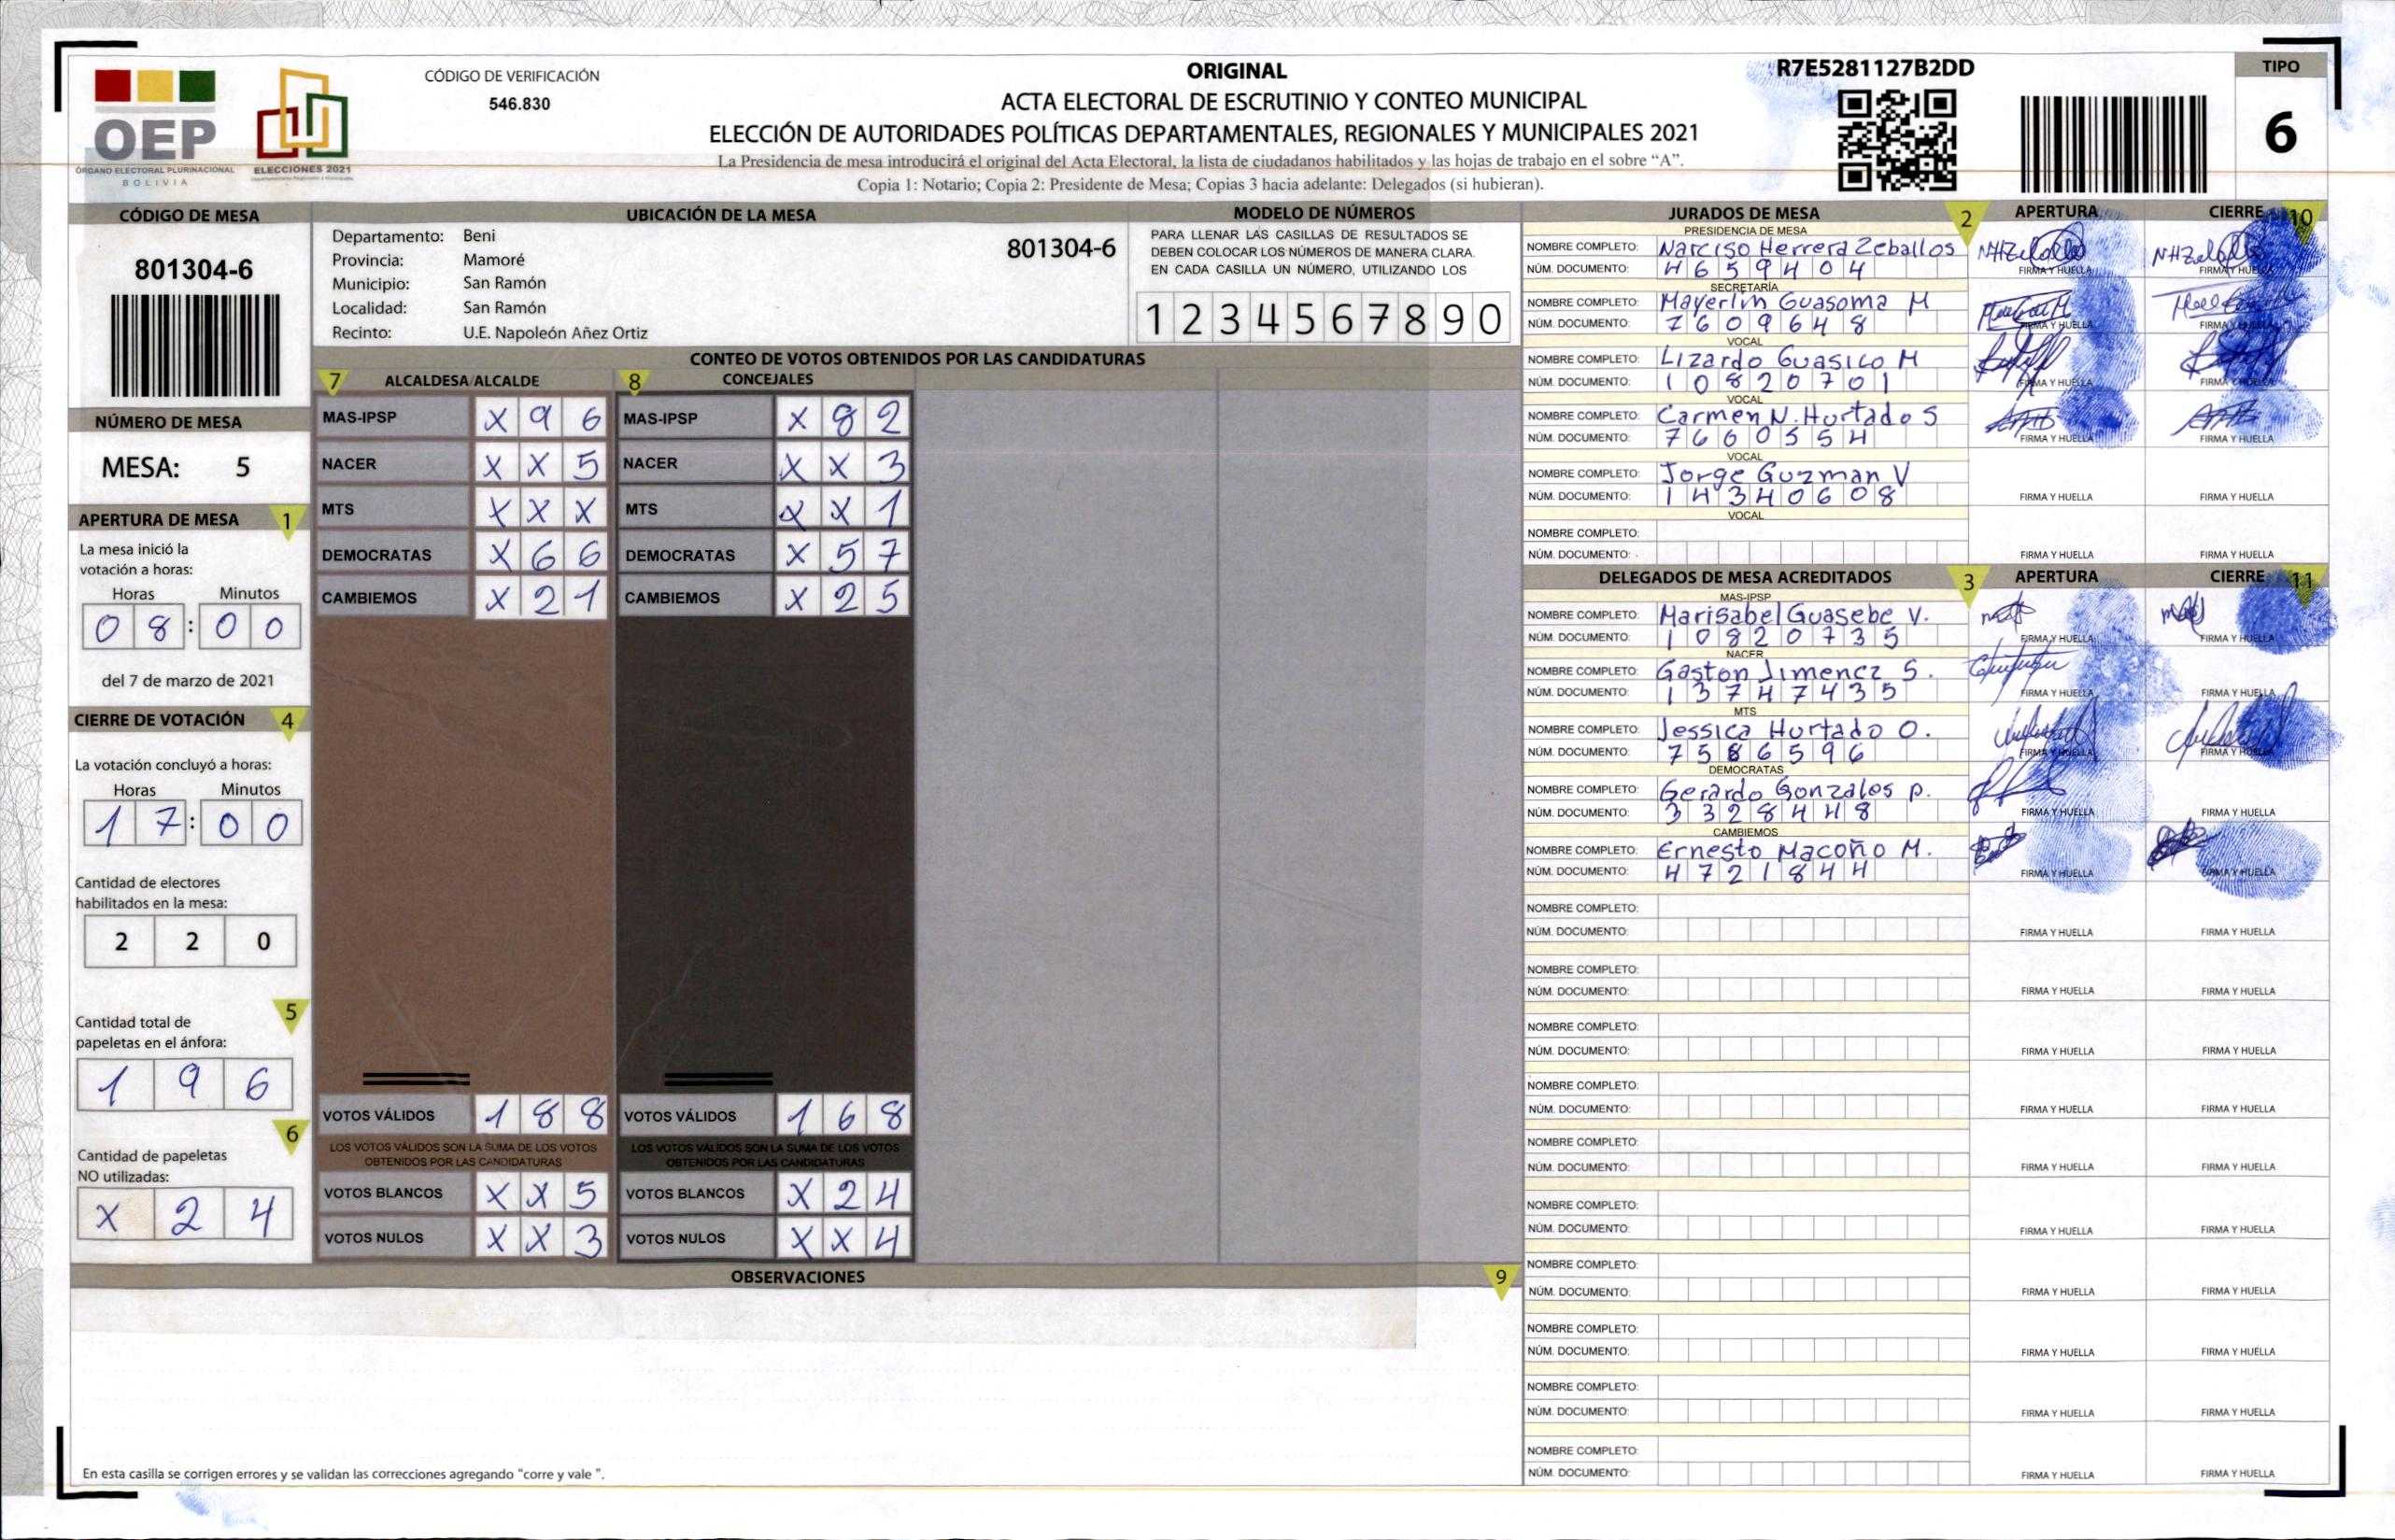 OEP
ÓRGANO ELECTORAL PLURINACIONAL
BOLIVIA
ELECCIONES 2021
CÓDIGO DE VERIFICACIÓN
546.830
ORIGINAL
ACTA ELECTORAL DE ESCRUTINIO Y CONTEO MUNICIPAL
ELECCIÓN DE AUTORIDADES POLÍTICAS DEPARTAMENTALES, REGIONALES Y MUNICIPALES 2021
La Presidencia de mesa introducirá el original del Acta Electoral, la lista de ciudadanos habilitados y las hojas de trabajo en el sobre “A”.
Copia 1: Notario; Copia 2: Presidente de Mesa; Copias 3 hacia adelante: Delegados (si hubieran).
R7E5281127B2DD
TIPO
6
CÓDIGO DE MESA
801304-6
NÚMERO DE MESA
MESA: 5
APERTURA DE MESA 1
La mesa inició la
votación a horas:
Horas Minutos
0 8 : 0 0
del 7 de marzo de 2021
CIERRE DE VOTACIÓN 4
La votación concluyó a horas:
Horas Minutos
1 7 : 0 0
Cantidad de electores
habilitados en la mesa:
2 2 0
5
Cantidad total de
papeletas en el ánfora:
1 9 6
6
Cantidad de papeletas
NO utilizadas:
X 2 4
UBICACIÓN DE LA MESA
Departamento: Beni
Provincia: Mamoré
Municipio: San Ramón
Localidad: San Ramón
Recinto: U.E. Napoleón Añez Ortiz
801304-6
MODELO DE NÚMEROS
PARA LLENAR LAS CASILLAS DE RESULTADOS SE
DEBEN COLOCAR LOS NÚMEROS DE MANERA CLARA.
EN CADA CASILLA UN NÚMERO, UTILIZANDO LOS
1 2 3 4 5 6 7 8 9 0
CONTEO DE VOTOS OBTENIDOS POR LAS CANDIDATURAS
7 ALCALDESA/ALCALDE
MAS-IPSP X 9 6
NACER X X 5
MTS X X X
DEMOCRATAS X 6 6
CAMBIEMOS X 2 1
VOTOS VÁLIDOS 1 8 8
LOS VOTOS VÁLIDOS SON LA SUMA DE LOS VOTOS
OBTENIDOS POR LAS CANDIDATURAS
VOTOS BLANCOS X X 5
VOTOS NULOS X X 3
8 CONCEJALES
MAS-IPSP X 8 2
NACER X X 3
MTS X X 1
DEMOCRATAS X 5 7
CAMBIEMOS X 2 5
VOTOS VÁLIDOS 1 6 8
LOS VOTOS VÁLIDOS SON LA SUMA DE LOS VOTOS
OBTENIDOS POR LAS CANDIDATURAS
VOTOS BLANCOS X 2 4
VOTOS NULOS X X 4
OBSERVACIONES 9
En esta casilla se corrigen errores y se validan las correcciones agregando "corre y vale ".
JURADOS DE MESA 2 APERTURA CIERRE 10
PRESIDENCIA DE MESA
NOMBRE COMPLETO: Narciso Herrera Zeballos
NÚM. DOCUMENTO: 4 6 5 9 4 0 4 FIRMA Y HUELLA FIRMA Y HUELLA
SECRETARÍA
NOMBRE COMPLETO: Mayerlin Guasoma M
NÚM. DOCUMENTO: 7 6 0 9 6 4 8 FIRMA Y HUELLA FIRMA Y HUELLA
VOCAL
NOMBRE COMPLETO: Lizardo Guasico M
NÚM. DOCUMENTO: 1 0 8 2 0 7 0 1 FIRMA Y HUELLA FIRMA Y HUELLA
VOCAL
NOMBRE COMPLETO: Carmen N. Hurtado S
NÚM. DOCUMENTO: 7 6 6 0 5 5 4 FIRMA Y HUELLA FIRMA Y HUELLA
VOCAL
NOMBRE COMPLETO: Jorge Guzman V
NÚM. DOCUMENTO: 1 4 3 4 0 6 0 8 FIRMA Y HUELLA FIRMA Y HUELLA
VOCAL
NOMBRE COMPLETO:
NÚM. DOCUMENTO: FIRMA Y HUELLA FIRMA Y HUELLA
DELEGADOS DE MESA ACREDITADOS 3 APERTURA CIERRE 11
MAS-IPSP
NOMBRE COMPLETO: Marisabel Guasebe V.
NÚM. DOCUMENTO: 1 0 8 2 0 7 3 5 FIRMA Y HUELLA FIRMA Y HUELLA
NACER
NOMBRE COMPLETO: Gaston Jimenez S.
NÚM. DOCUMENTO: 1 3 7 4 7 4 3 5 FIRMA Y HUELLA FIRMA Y HUELLA
MTS
NOMBRE COMPLETO: Jessica Hurtado O.
NÚM. DOCUMENTO: 7 5 8 6 5 9 6 FIRMA Y HUELLA FIRMA Y HUELLA
DEMOCRATAS
NOMBRE COMPLETO: Gerardo Gonzales p.
NÚM. DOCUMENTO: 3 3 2 8 4 4 8 FIRMA Y HUELLA FIRMA Y HUELLA
CAMBIEMOS
NOMBRE COMPLETO: Ernesto Macoño M.
NÚM. DOCUMENTO: 4 7 2 1 8 4 4 FIRMA Y HUELLA FIRMA Y HUELLA
NOMBRE COMPLETO:
NÚM. DOCUMENTO: FIRMA Y HUELLA FIRMA Y HUELLA
NOMBRE COMPLETO:
NÚM. DOCUMENTO: FIRMA Y HUELLA FIRMA Y HUELLA
NOMBRE COMPLETO:
NÚM. DOCUMENTO: FIRMA Y HUELLA FIRMA Y HUELLA
NOMBRE COMPLETO:
NÚM. DOCUMENTO: FIRMA Y HUELLA FIRMA Y HUELLA
NOMBRE COMPLETO:
NÚM. DOCUMENTO: FIRMA Y HUELLA FIRMA Y HUELLA
NOMBRE COMPLETO:
NÚM. DOCUMENTO: FIRMA Y HUELLA FIRMA Y HUELLA
NOMBRE COMPLETO:
NÚM. DOCUMENTO: FIRMA Y HUELLA FIRMA Y HUELLA
NOMBRE COMPLETO:
NÚM. DOCUMENTO: FIRMA Y HUELLA FIRMA Y HUELLA
NOMBRE COMPLETO:
NÚM. DOCUMENTO: FIRMA Y HUELLA FIRMA Y HUELLA
NOMBRE COMPLETO:
NÚM. DOCUMENTO: FIRMA Y HUELLA FIRMA Y HUELLA